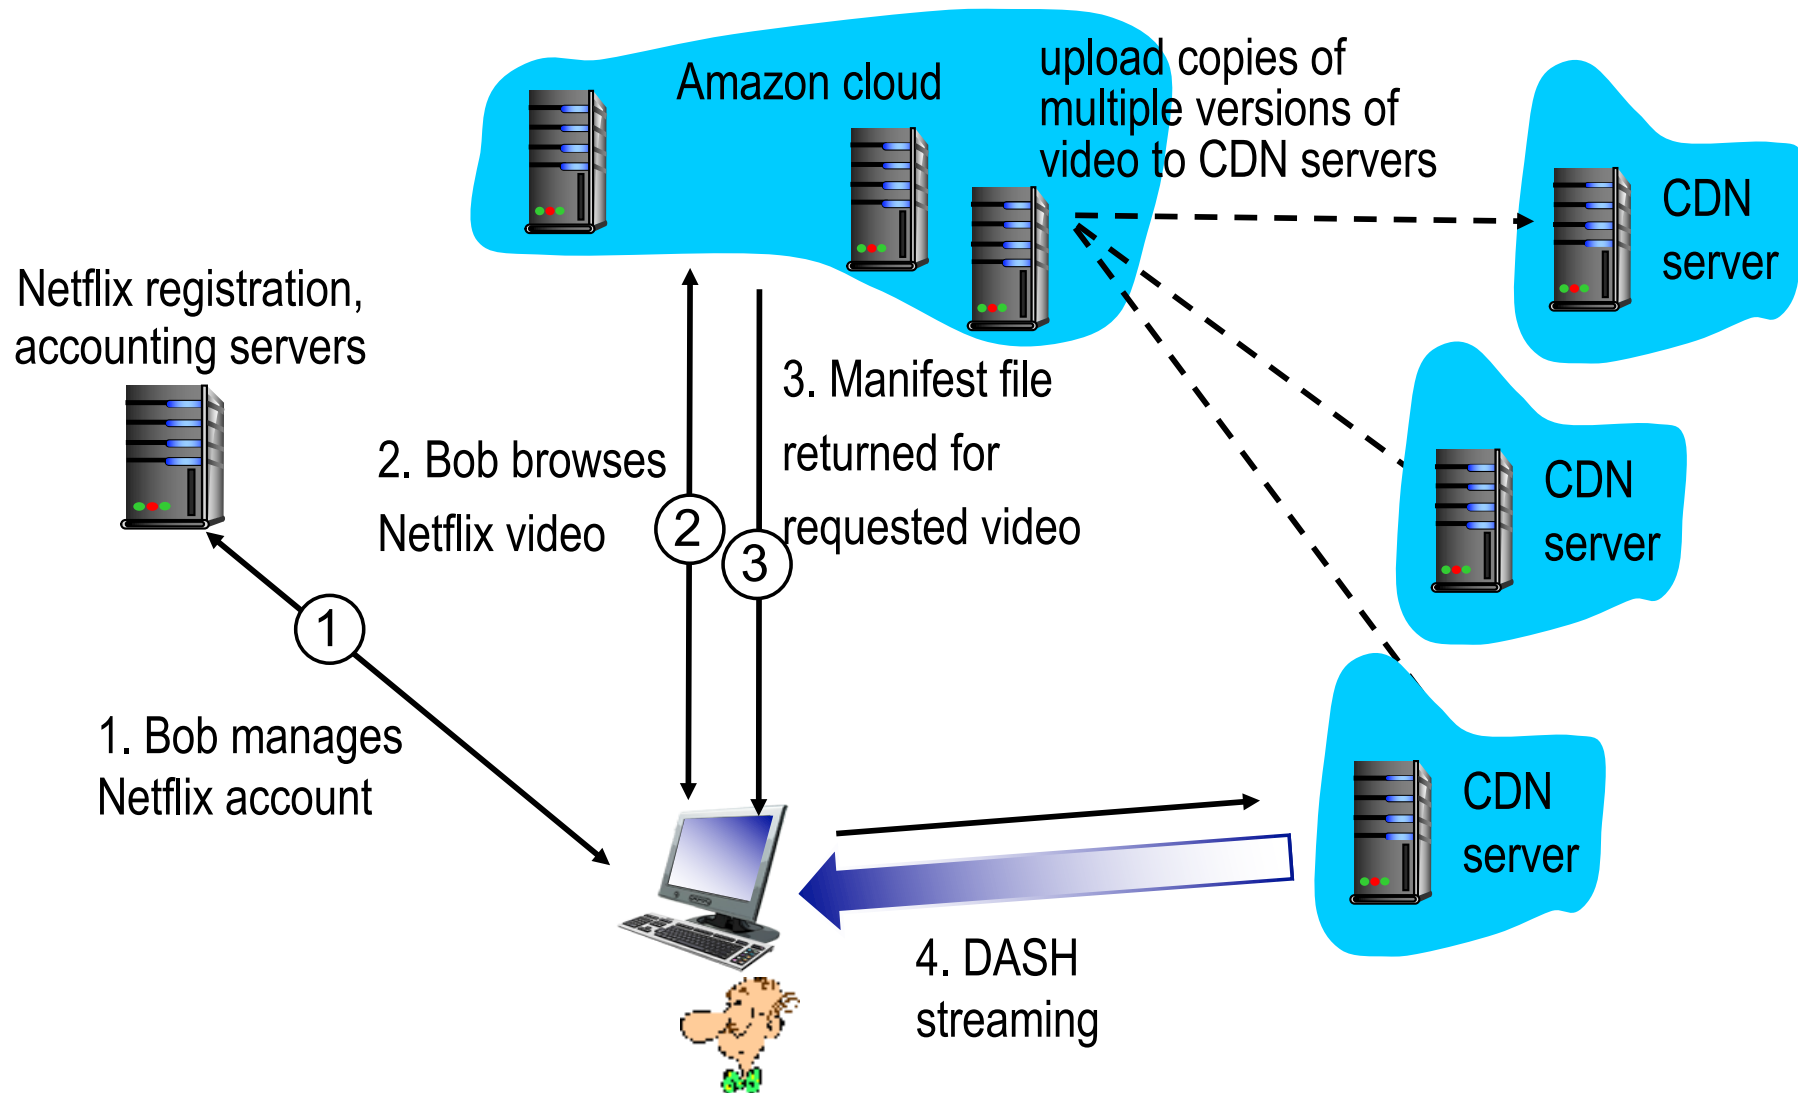 Amazon cloud
upload copies of
multiple versions of
video to CDN servers
CDN
server
Netflix registration,
accounting servers
3. Manifest file
returned for
requested video
2. Bob browses
Netflix video
2
3
CDN
server
1
1. Bob manages
Netflix account
CDN
server
4. DASH
streaming